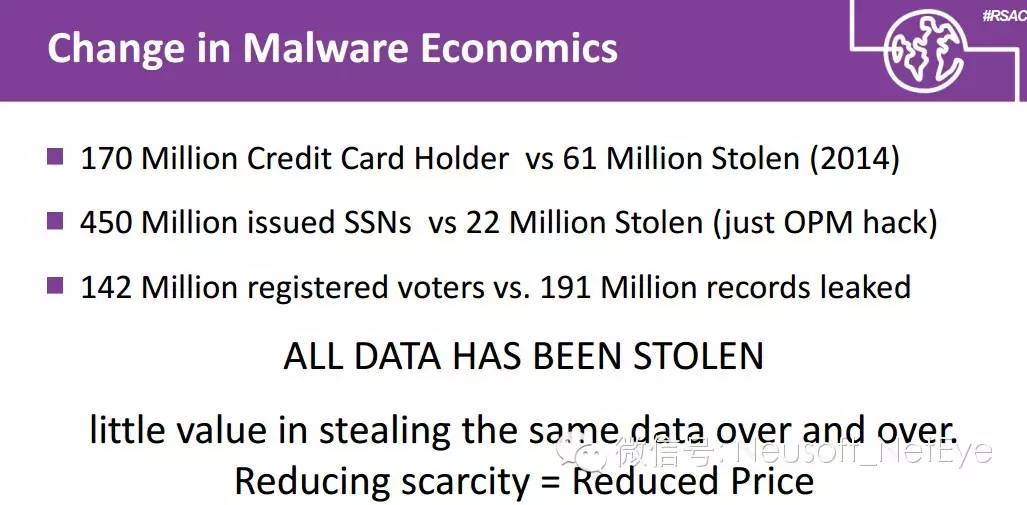 #RSAC
Change in Malware Economics
170 Million Credit Card Holder vs 61 Million Stolen (2014)
450 Million issued SSNs vs 22 Million Stolen (just OPM hack)
142 Million registered voters vs. 191 Million records leaked
ALL DATA HAS BEEN STOLEN
little value in stealing the same data over and over.
微信号: Neusoft_NetEye
Reducing scarcity = Reduced Price